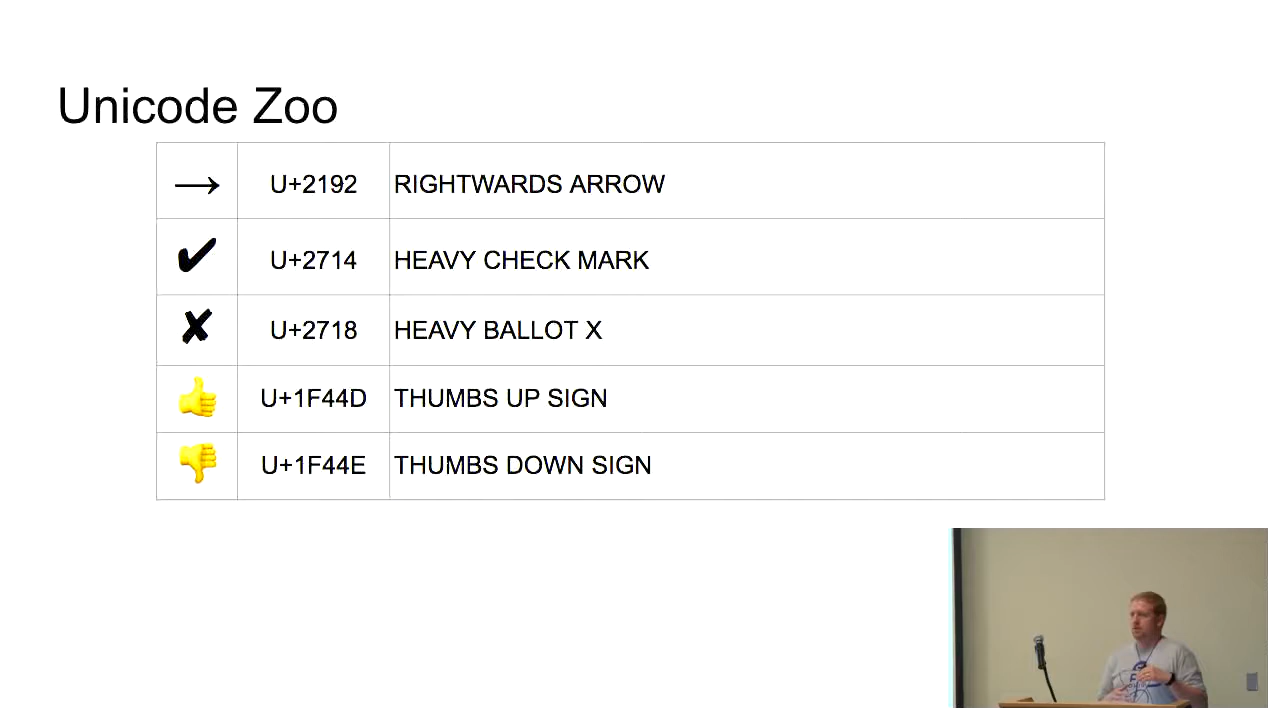 Unicode Zoo
→ U+2192 RIGHTWARDS ARROW
✔ U+2714 HEAVY CHECK MARK
✘ U+2718 HEAVY BALLOT X
👍 U+1F44D THUMBS UP SIGN
👎 U+1F44E THUMBS DOWN SIGN